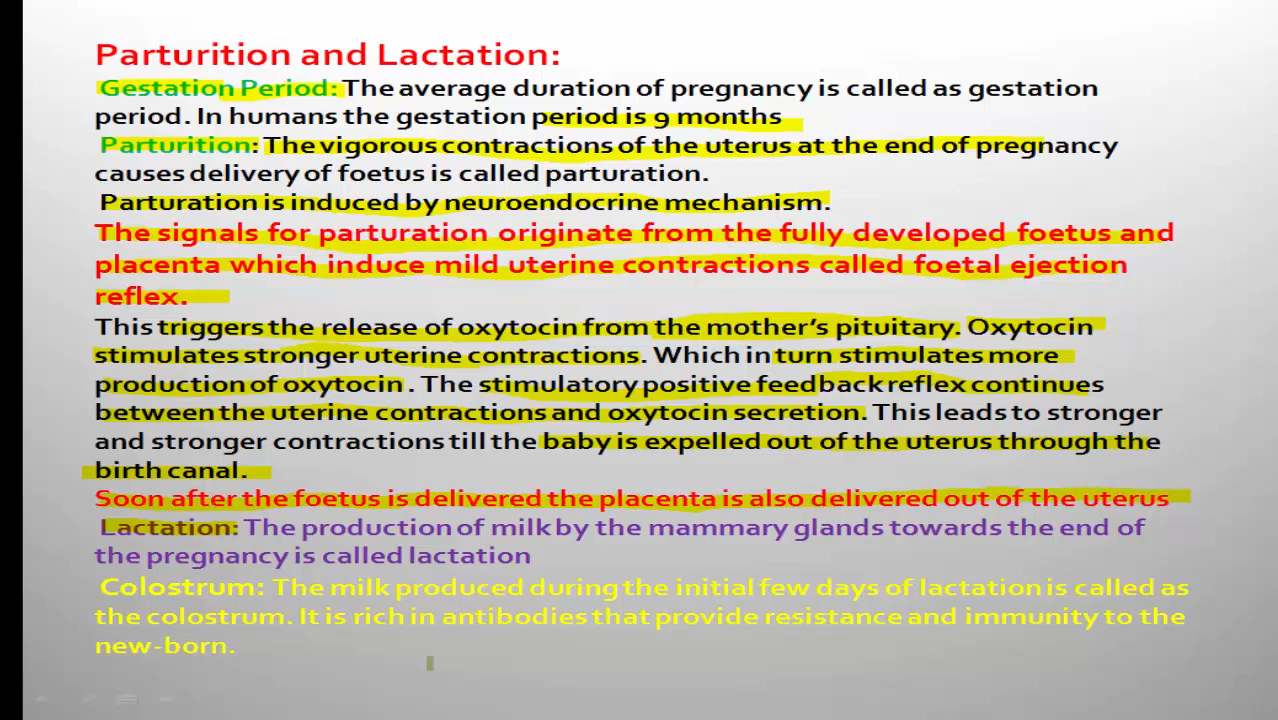 Parturition and Lactation:
Gestation Period: The average duration of pregnancy is called as gestation
period. In humans the gestation period is 9 months
Parturition: The vigorous contractions of the uterus at the end of pregnancy
causes delivery of foetus is called parturation.
Parturation is induced by neuroendocrine mechanism.
The signals for parturation originate from the fully developed foetus and
placenta which induce mild uterine contractions called foetal ejection
reflex.
This triggers the release of oxytocin from the mother's pituitary. Oxytocin
stimulates stronger uterine contractions. Which in turn stimulates more
production of oxytocin . The stimulatory positive feedback reflex continues
between the uterine contractions and oxytocin secretion. This leads to stronger
and stronger contractions till the baby is expelled out of the uterus through the
birth canal.
Soon after the foetus is delivered the placenta is also delivered out of the uterus
Lactation: The production of milk by the mammary glands towards the end of
the pregnancy is called lactation
Colostrum: The milk produced during the initial few days of lactation is called as
the colostrum. It is rich in antibodies that provide resistance and immunity to the
new-born.